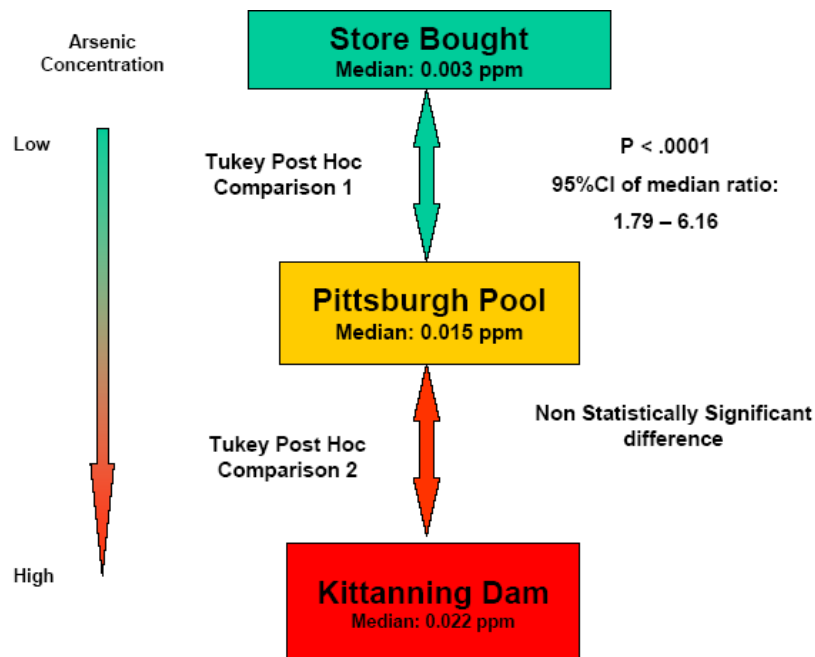 Arsenic
Concentration
Store Bought
Median: 0.003 ppm
Low
Tukey Post Hoc
Comparison 1
P < .0001
95%CI of median ratio:
1.79 – 6.16
Pittsburgh Pool
Median: 0.015 ppm
Tukey Post Hoc
Comparison 2
Non Statistically Significant
difference
High
Kittanning Dam
Median: 0.022 ppm